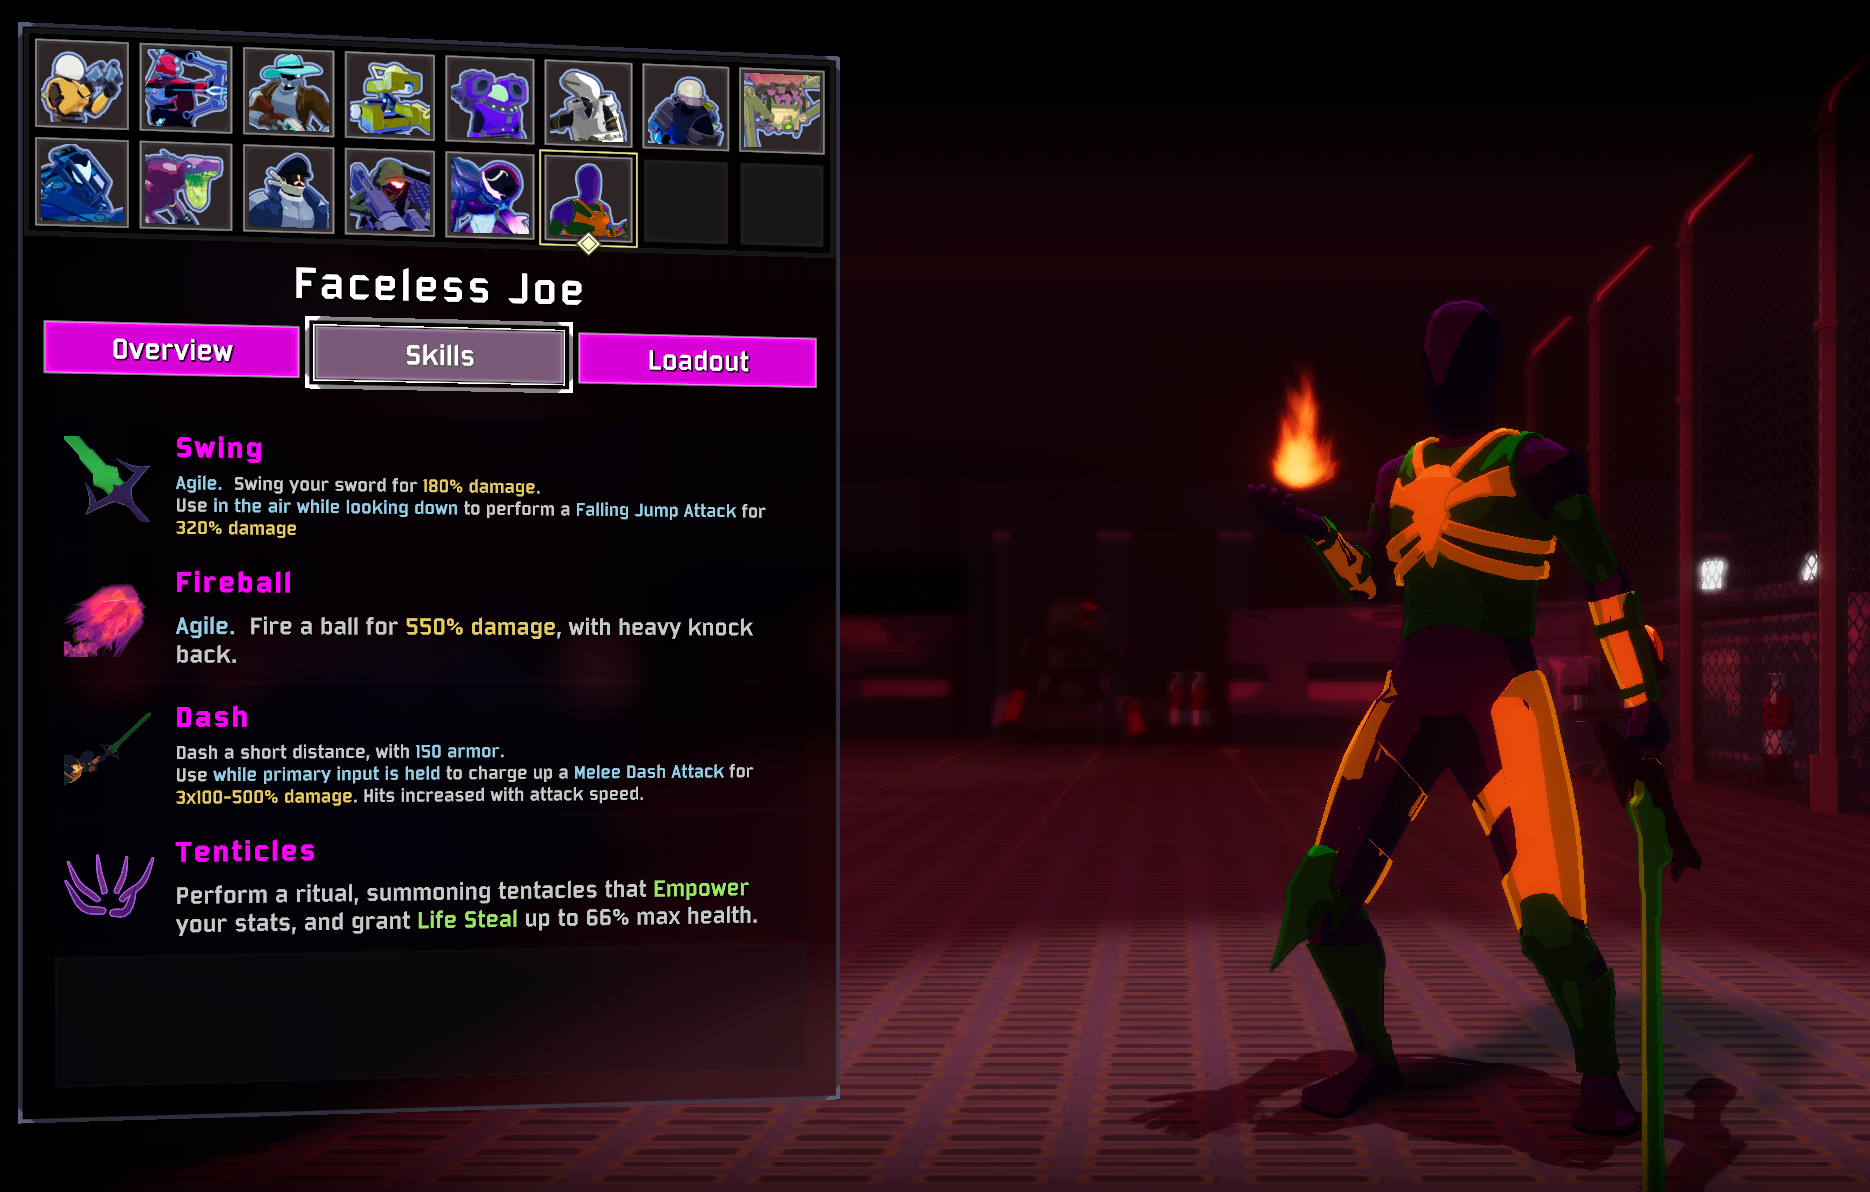 Faceless Joe
Overview
Skills
Loadout
Swing
Agile. Swing your sword for 180% damage.
Use in the air while looking down to perform a Falling Jump Attack for
320% damage
Fireball
Agile. Fire a ball for 550% damage, with heavy knock
back.
Dash
Dash a short distance, with 150 armor.
Use while primary input is held to charge up a Melee Dash Attack for
3x100-500% damage. Hits increased with attack speed.
Tenticles
Perform a ritual, summoning tentacles that Empower
your stats, and grant Life Steal up to 66% max health.